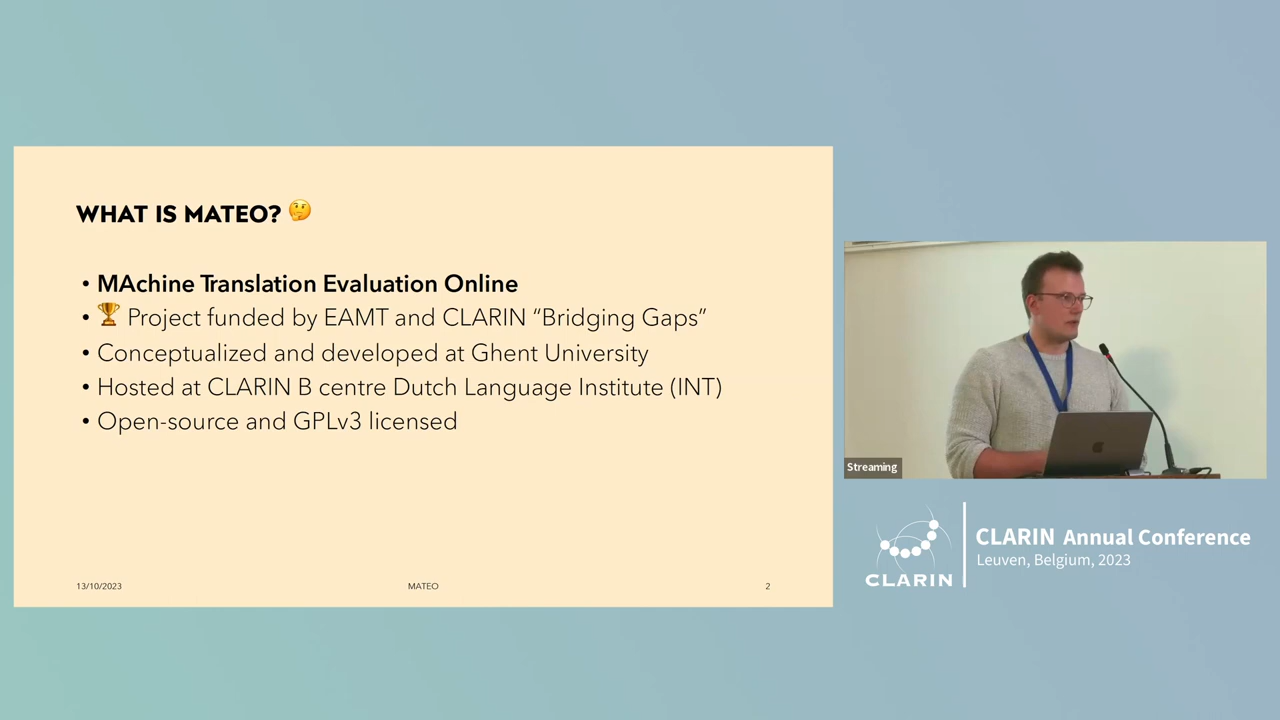 WHAT IS MATEO? 🤔
• MAchine Translation Evaluation Online
• 🏆 Project funded by EAMT and CLARIN “Bridging Gaps”
• Conceptualized and developed at Ghent University
• Hosted at CLARIN B centre Dutch Language Institute (INT)
• Open-source and GPLv3 licensed
13/10/2023
MATEO
2
Streaming
CLARIN
CLARIN Annual Conference
Leuven, Belgium, 2023